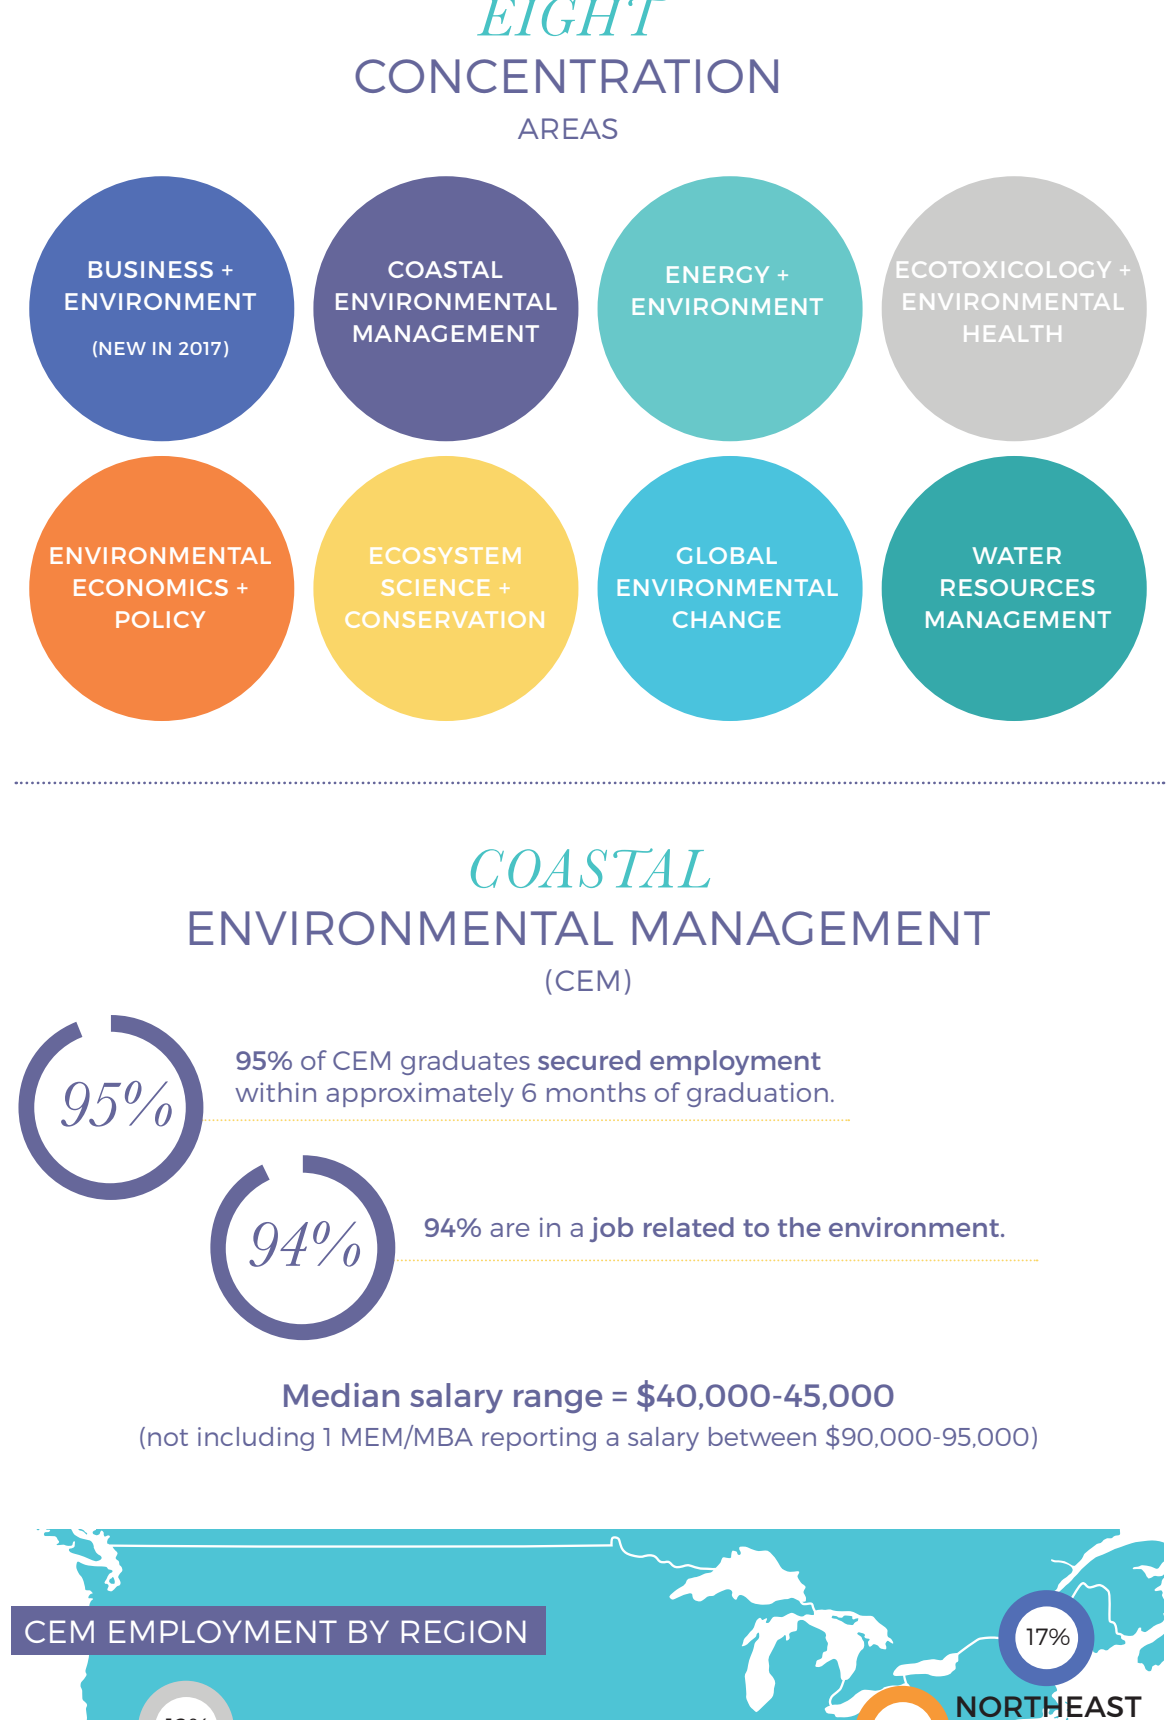 EIGHT
CONCENTRATION
AREAS
BUSINESS +
ENVIRONMENT
(NEW IN 2017)
COASTAL
ENVIRONMENTAL
MANAGEMENT
ENERGY +
ENVIRONMENT
ECOTOXICOLOGY +
ENVIRONMENTAL
HEALTH
ENVIRONMENTAL
ECONOMICS +
POLICY
ECOSYSTEM
SCIENCE +
CONSERVATION
GLOBAL
ENVIRONMENTAL
CHANGE
WATER
RESOURCES
MANAGEMENT
COASTAL
ENVIRONMENTAL MANAGEMENT
(CEM)
95%
95% of CEM graduates secured employment
within approximately 6 months of graduation.
94%
94% are in a job related to the environment.
Median salary range = $40,000-45,000
(not including 1 MEM/MBA reporting a salary between $90,000-95,000)
CEM EMPLOYMENT BY REGION
17%
NORTHEAST